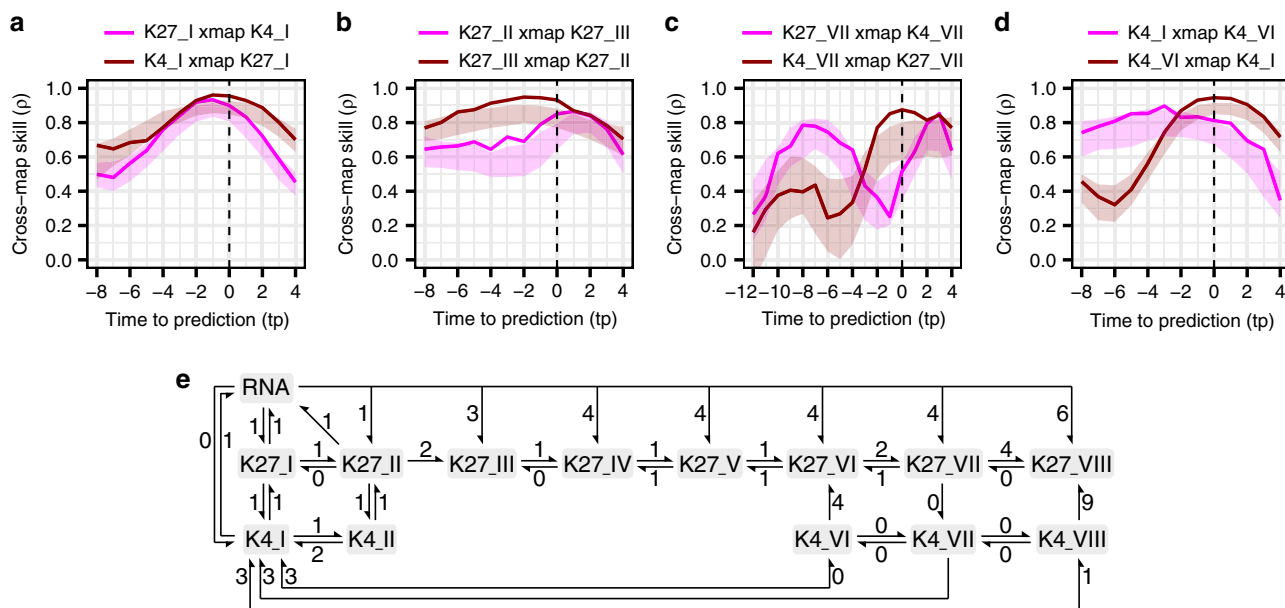 a
K27_I xmap K4_I
K4_I xmap K27_I
1.0
0.8
0.6
0.4
0.2
0.0
Cross-map skill (ρ)
−8 −6 −4 −2 0 2 4
Time to prediction (tp)
b
K27_II xmap K27_III
K27_III xmap K27_II
1.0
0.8
0.6
0.4
0.2
0.0
Cross-map skill (ρ)
−8 −6 −4 −2 0 2 4
Time to prediction (tp)
c
K27_VII xmap K4_VII
K4_VII xmap K27_VII
1.0
0.8
0.6
0.4
0.2
0.0
Cross-map skill (ρ)
−12 −10 −8 −6 −4 −2 0 2 4
Time to prediction (tp)
d
K4_I xmap K4_VI
K4_VI xmap K4_I
1.0
0.8
0.6
0.4
0.2
0.0
Cross-map skill (ρ)
−8 −6 −4 −2 0 2 4
Time to prediction (tp)
e
RNA
0 1 1 1 1 1 3 4 4 4 4 6
K27_I 1 0 K27_II 2 K27_III 1 0 K27_IV 1 1 K27_V 1 1 K27_VI 2 1 K27_VII 4 0 K27_VIII
1 1 1 1 4 0 9
K4_I 1 2 K4_II K4_VI 0 0 K4_VII 0 0 K4_VIII
3 3 3 0 1